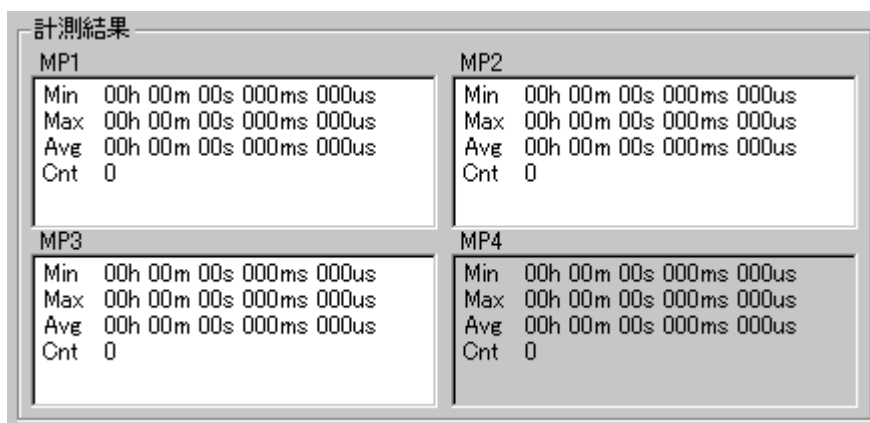 計測結果
MP1
Min 00h 00m 00s 000ms 000us
Max 00h 00m 00s 000ms 000us
Avg 00h 00m 00s 000ms 000us
Cnt 0
MP2
Min 00h 00m 00s 000ms 000us
Max 00h 00m 00s 000ms 000us
Avg 00h 00m 00s 000ms 000us
Cnt 0
MP3
Min 00h 00m 00s 000ms 000us
Max 00h 00m 00s 000ms 000us
Avg 00h 00m 00s 000ms 000us
Cnt 0
MP4
Min 00h 00m 00s 000ms 000us
Max 00h 00m 00s 000ms 000us
Avg 00h 00m 00s 000ms 000us
Cnt 0